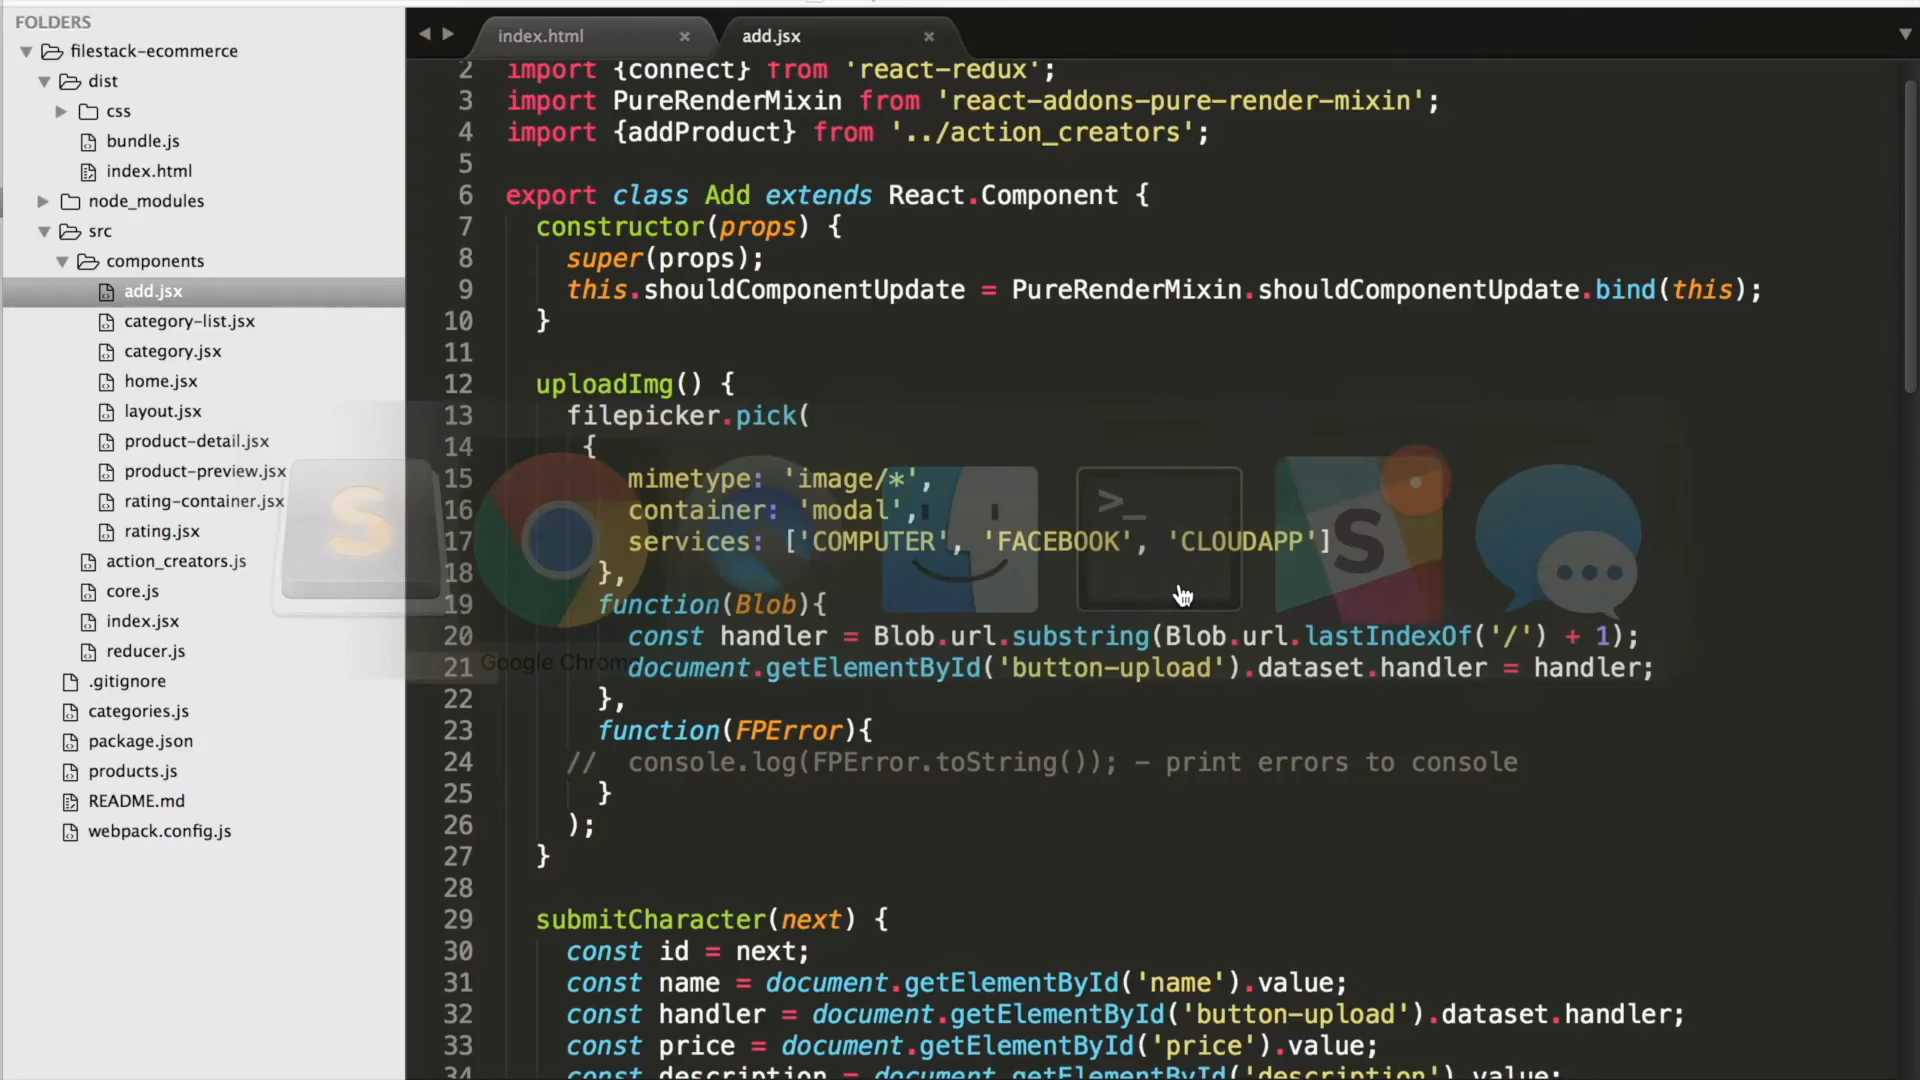 FOLDERS
filestack-ecommerce
dist
css
bundle.js
index.html
node_modules
src
components
add.jsx
category-list.jsx
category.jsx
home.jsx
layout.jsx
product-detail.jsx
product-preview.jsx
rating-container.jsx
rating.jsx
action_creators.js
core.js
index.jsx
reducer.js
.gitignore
categories.js
package.json
products.js
README.md
webpack.config.js
index.html
add.jsx
2 import {connect} from 'react-redux';
3 import PureRenderMixin from 'react-addons-pure-render-mixin';
4 import {addProduct} from '../action_creators';
5
6 export class Add extends React.Component {
7 constructor(props) {
8 super(props);
9 this.shouldComponentUpdate = PureRenderMixin.shouldComponentUpdate.bind(this);
10 }
11
12 uploadImg() {
13 filepicker.pick(
14 {
15 mimetype: 'image/*',
16 container: 'modal',
17 services: ['COMPUTER', 'FACEBOOK', 'CLOUDAPP']
18 },
19 function(Blob){
20 const handler = Blob.url.substring(Blob.url.lastIndexOf('/') + 1);
21 document.getElementById('button-upload').dataset.handler = handler;
22 },
23 function(FPError){
24 // console.log(FPError.toString()); - print errors to console
25 }
26 );
27 }
28
29 submitCharacter(next) {
30 const id = next;
31 const name = document.getElementById('name').value;
32 const handler = document.getElementById('button-upload').dataset.handler;
33 const price = document.getElementById('price').value;
34 const description = document.getElementById('description').value;
S
>_
S
Google Chrome